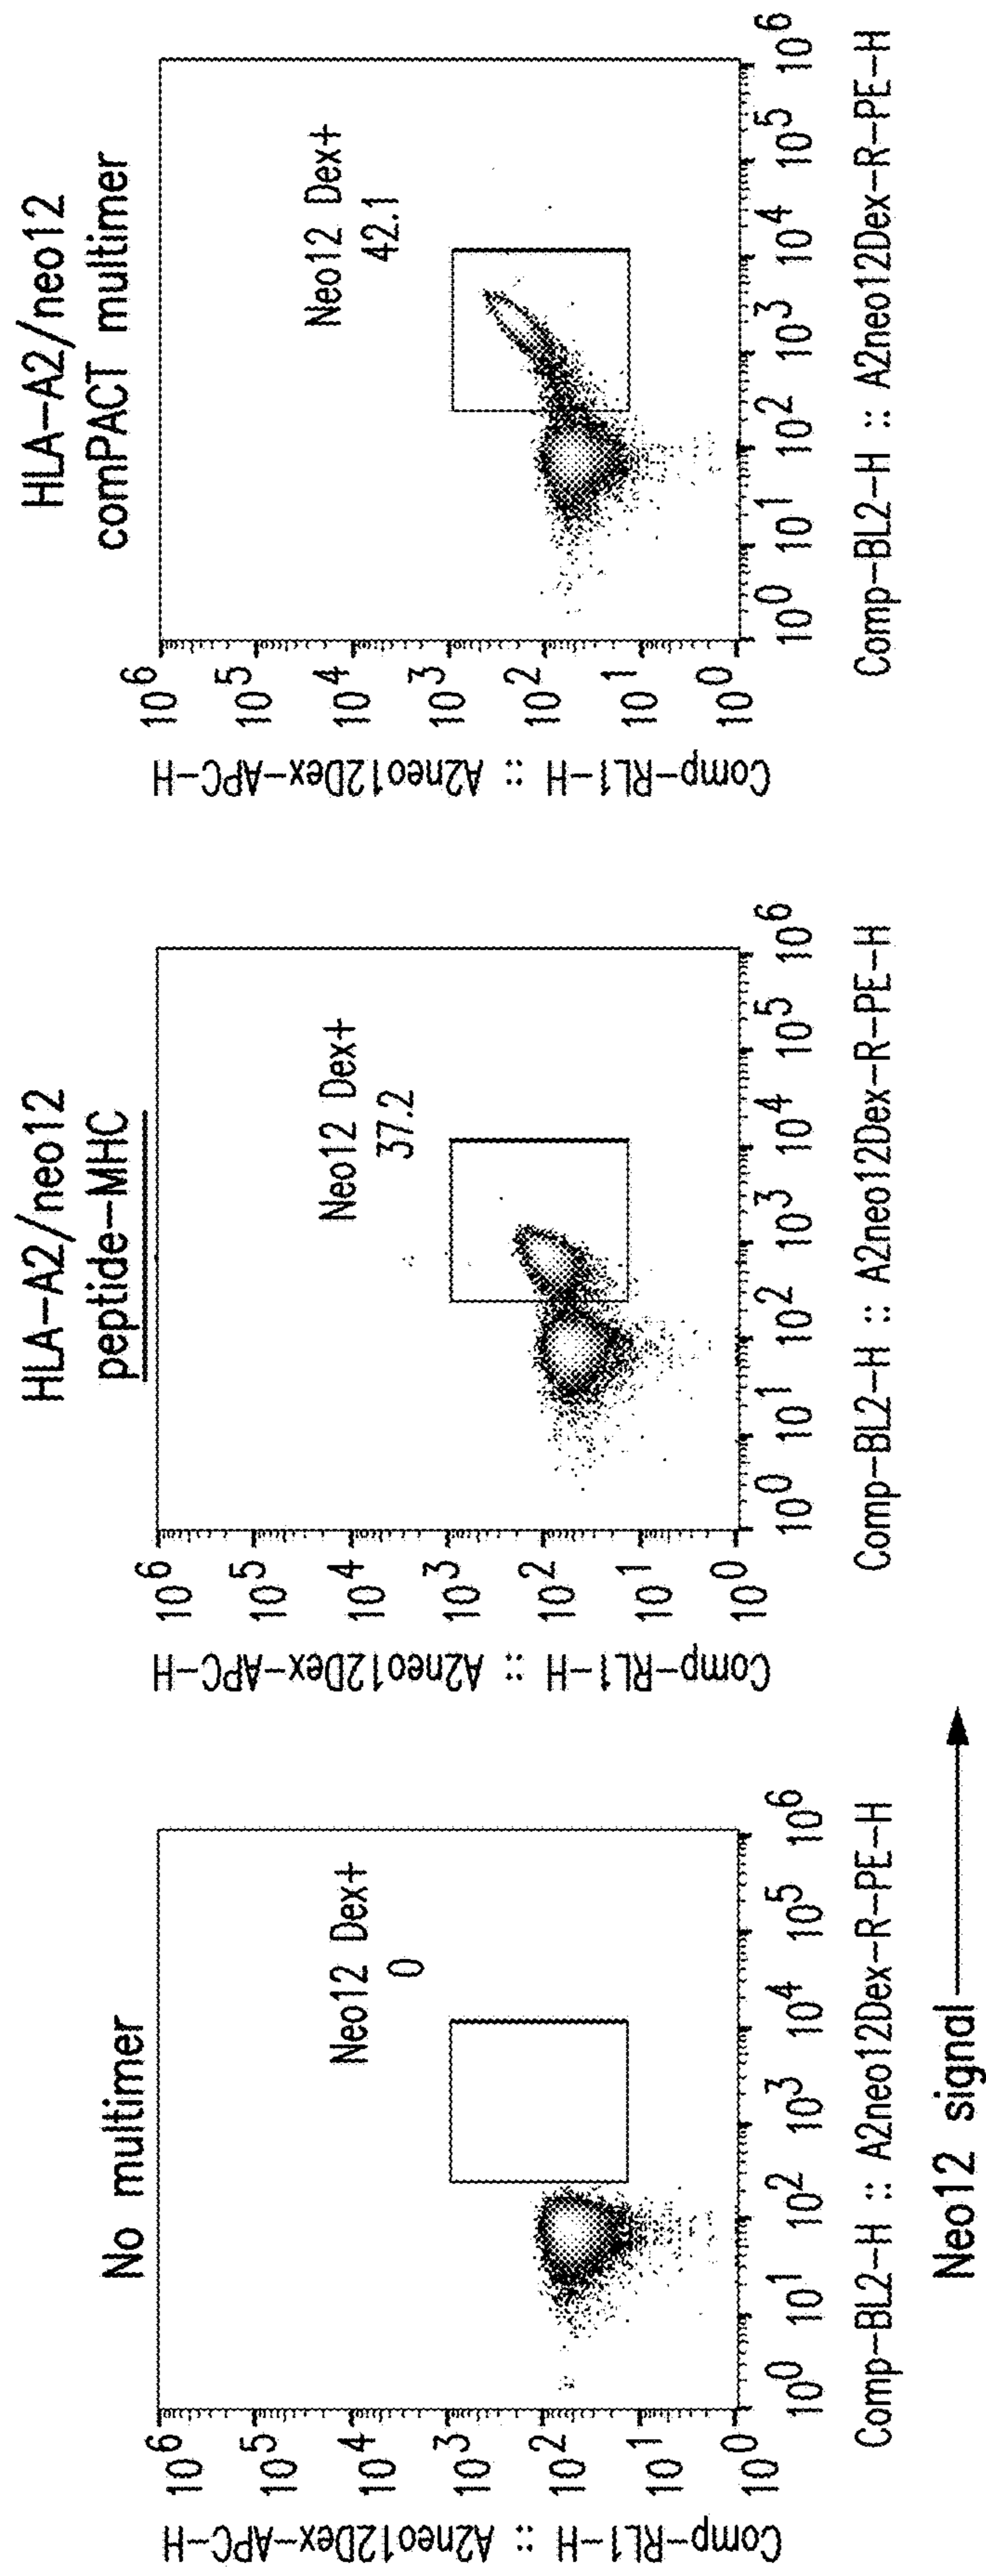 No multimer
Neo12 Dex+
0
10^6
10^5
10^4
10^3
10^2
10^1
10^0
Comp-RL1-H :: A2neo12Dex-APC-H
10^0 10^1 10^2 10^3 10^4 10^5 10^6
Comp-BL2-H :: A2neo12Dex-R-PE-H
Neo12 signal
HLA-A2/neo12
peptide-MHC
Neo12 Dex+
37.2
10^6
10^5
10^4
10^3
10^2
10^1
10^0
Comp-RL1-H :: A2neo12Dex-APC-H
10^0 10^1 10^2 10^3 10^4 10^5 10^6
Comp-BL2-H :: A2neo12Dex-R-PE-H
HLA-A2/neo12
comPACT multimer
Neo12 Dex+
42.1
10^6
10^5
10^4
10^3
10^2
10^1
10^0
Comp-RL1-H :: A2neo12Dex-APC-H
10^0 10^1 10^2 10^3 10^4 10^5 10^6
Comp-BL2-H :: A2neo12Dex-R-PE-H